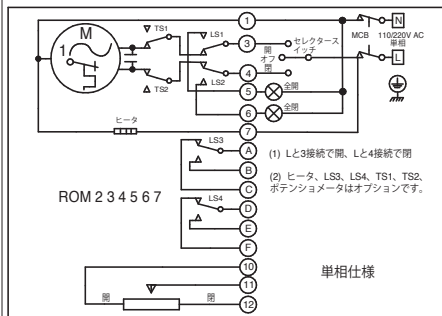 M
1~
TS1
TS2
LS1
LS2
1
3
4
5
6
7
開
オフ
閉
セレクタース
イッチ
MCB
110/220V AC
単相
N
L
全開
全閉
ヒータ
LS3
A
B
C
LS4
D
E
F
ROM 2 3 4 5 6 7
(1) Lと3接続で開、Lと4接続で閉
(2) ヒータ、LS3、LS4、TS1、TS2、
ポテンショメータはオプションです。
10
11
12
開
閉
単相仕様